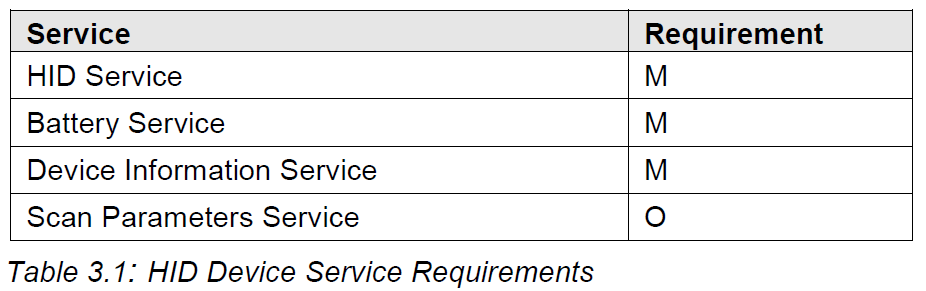 Service Requirement
HID Service M
Battery Service M
Device Information Service M
Scan Parameters Service O
Table 3.1: HID Device Service Requirements